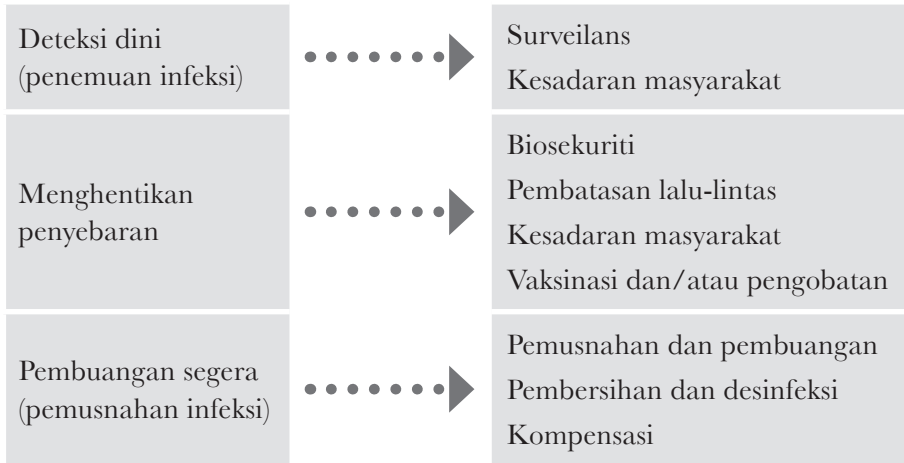 Deteksi dini
(penemuan infeksi)
Surveilans
Kesadaran masyarakat
Menghentikan
penyebaran
Biosekuriti
Pembatasan lalu-lintas
Kesadaran masyarakat
Vaksinasi dan/atau pengobatan
Pembuangan segera
(pemusnahan infeksi)
Pemusnahan dan pembuangan
Pembersihan dan desinfeksi
Kompensasi